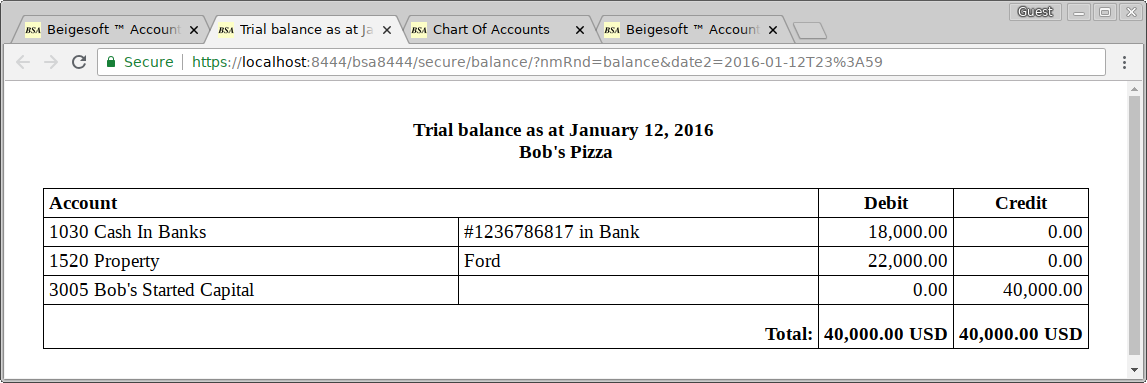 Guest
BSA Beigesoft ™ Account
BSA Trial balance as at Ja
BSA Chart Of Accounts
BSA Beigesoft ™ Account
Secure https://localhost:8444/bsa8444/secure/balance/?nmRnd=balance&date2=2016-01-12T23%3A59
Trial balance as at January 12, 2016
Bob's Pizza
Account Debit Credit
1030 Cash In Banks #1236786817 in Bank 18,000.00 0.00
1520 Property Ford 22,000.00 0.00
3005 Bob's Started Capital 0.00 40,000.00
Total: 40,000.00 USD 40,000.00 USD